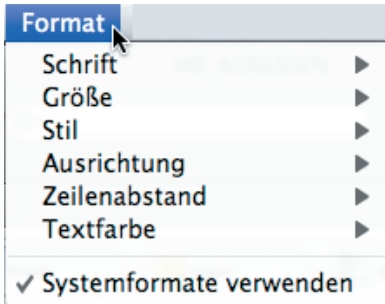 Format
Schrift
Größe
Stil
Ausrichtung
Zeilenabstand
Textfarbe
Systemformate verwenden